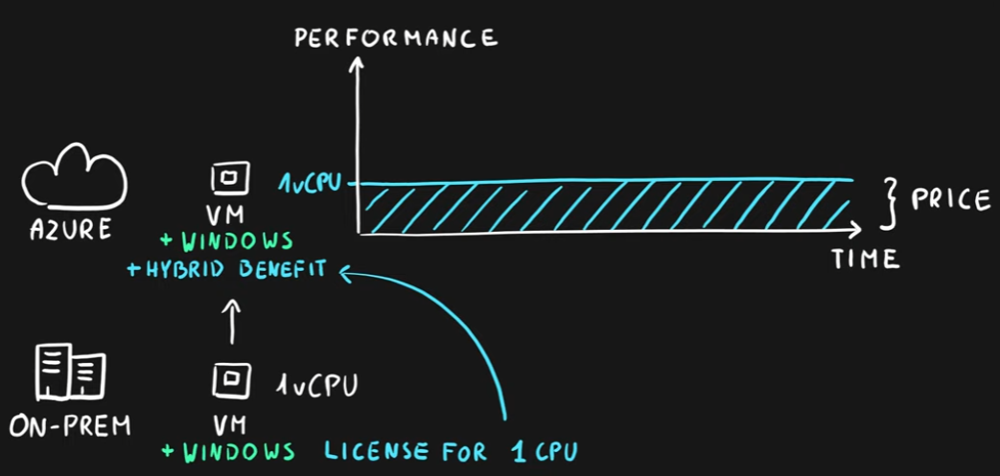 PERFORMANCE
1vCPU
} PRICE
AZURE
VM
+ WINDOWS
+ HYBRID BENEFIT
TIME
1vCPU
ON-PREM
VM
+ WINDOWS LICENSE FOR 1 CPU